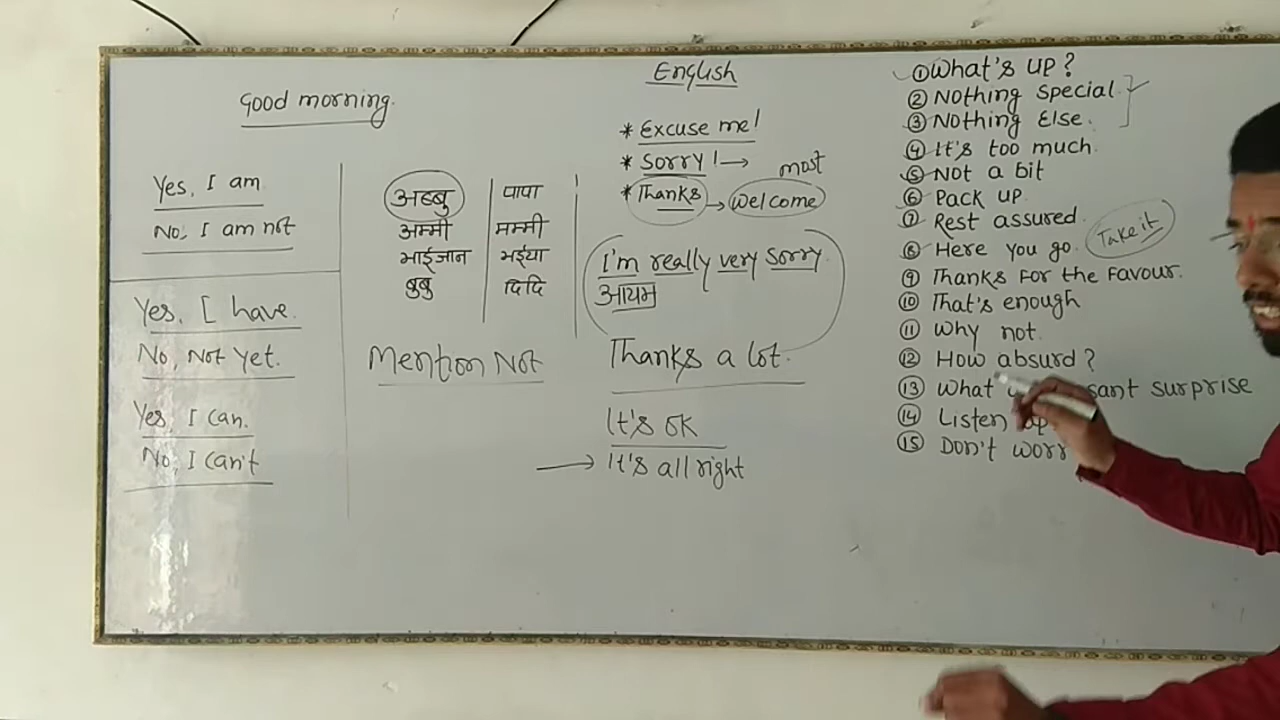 Good morning.
Yes, I am
No, I am not
Yes, I have.
No, Not yet.
Yes, I can.
No, I can't
अब्बु पापा
अम्मी मम्मी
भाईजान भईया
बुबु दिदि
Mention Not
English
* Excuse me!
* Sorry! → most
* Thanks → Welcome
I'm really very sorry
आयम
Thanks a lot.
It's ok
→ It's all right
① What's up?
② Nothing special
③ Nothing Else.
④ It's too much.
⑤ Not a bit
⑥ Pack up
⑦ Rest assured.
⑧ Here you go. Take it
⑨ Thanks for the Favour.
⑩ That's enough
⑪ Why not.
⑫ How absurd?
⑬ What surprise
⑭ Listen
⑮ Don't